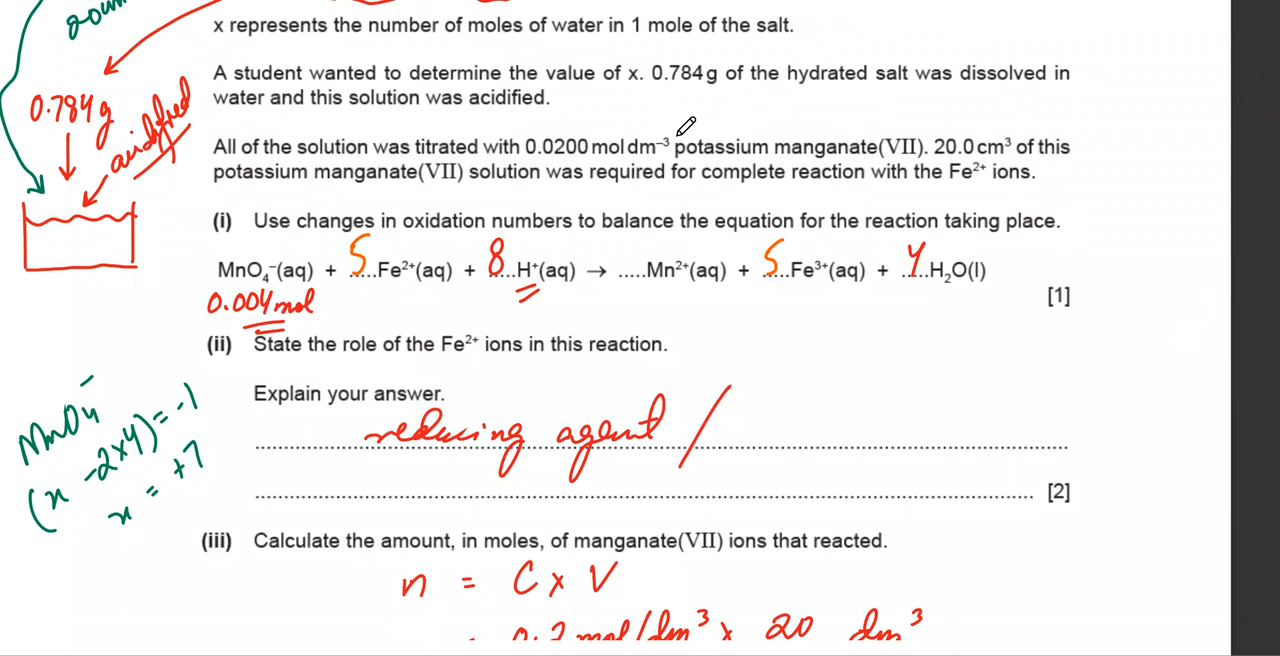 x represents the number of moles of water in 1 mole of the salt.
A student wanted to determine the value of x. 0.784 g of the hydrated salt was dissolved in
water and this solution was acidified.
0.784 g
acidified
All of the solution was titrated with 0.0200 mol dm⁻³ potassium manganate(VII). 20.0 cm³ of this
potassium manganate(VII) solution was required for complete reaction with the Fe²⁺ ions.
(i) Use changes in oxidation numbers to balance the equation for the reaction taking place.
MnO₄⁻(aq) + 5....Fe²⁺(aq) + 8...H⁺(aq) → .....Mn²⁺(aq) + 5....Fe³⁺(aq) + 4....H₂O(l)
0.004 mol
[1]
(ii) State the role of the Fe²⁺ ions in this reaction.
Explain your answer.
reducing agent /
[2]
MnO₄⁻
(x -2x4) = -1
x = +7
(iii) Calculate the amount, in moles, of manganate(VII) ions that reacted.
n = C x V
mol/dm³ x 20 dm³